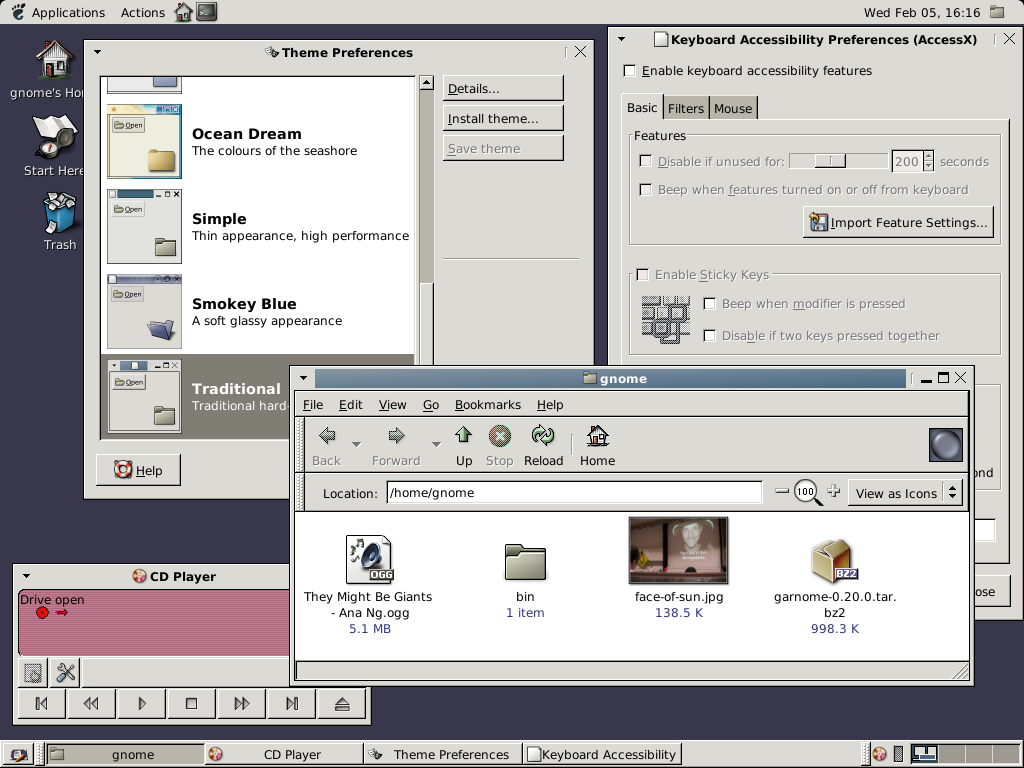 Applications Actions
Wed Feb 05, 16:16
gnome's Ho
Start Here
Trash
Theme Preferences
Open
Ocean Dream
The colours of the seashore
Open
Simple
Thin appearance, high performance
Open
Smokey Blue
A soft glassy appearance
Open
Traditional
Traditional hard-
Details...
Install theme...
Save theme
Help
Keyboard Accessibility Preferences (AccessX)
Enable keyboard accessibility features
Basic Filters Mouse
Features
Disable if unused for: 200 seconds
Beep when features turned on or off from keyboard
Import Feature Settings...
Enable Sticky Keys
Beep when modifier is pressed
Disable if two keys pressed together
ond
ose
gnome
File Edit View Go Bookmarks Help
Back Forward Up Stop Reload Home
Location: /home/gnome 100 View as Icons
OGG
They Might Be Giants
- Ana Ng.ogg
5.1 MB
bin
1 item
face-of-sun.jpg
138.5 K
BZ2
garnome-0.20.0.tar.
bz2
998.3 K
CD Player
Drive open
gnome CD Player Theme Preferences Keyboard Accessibility